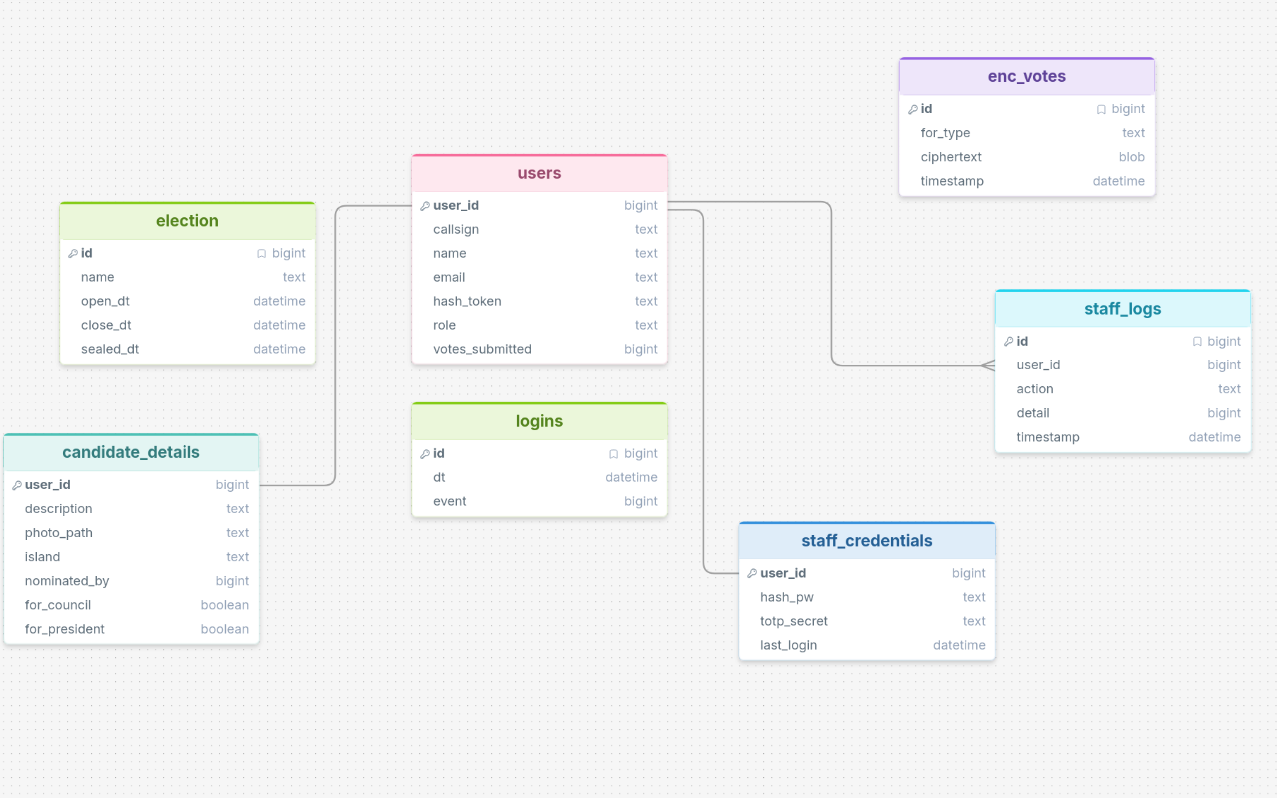 enc_votes
id bigint
for_type text
ciphertext blob
timestamp datetime
users
user_id bigint
callsign text
name text
email text
hash_token text
role text
votes_submitted bigint
election
id bigint
name text
open_dt datetime
close_dt datetime
sealed_dt datetime
staff_logs
id bigint
user_id bigint
action text
detail bigint
timestamp datetime
logins
id bigint
dt datetime
event bigint
candidate_details
user_id bigint
description text
photo_path text
island text
nominated_by bigint
for_council boolean
for_president boolean
staff_credentials
user_id bigint
hash_pw text
totp_secret text
last_login datetime